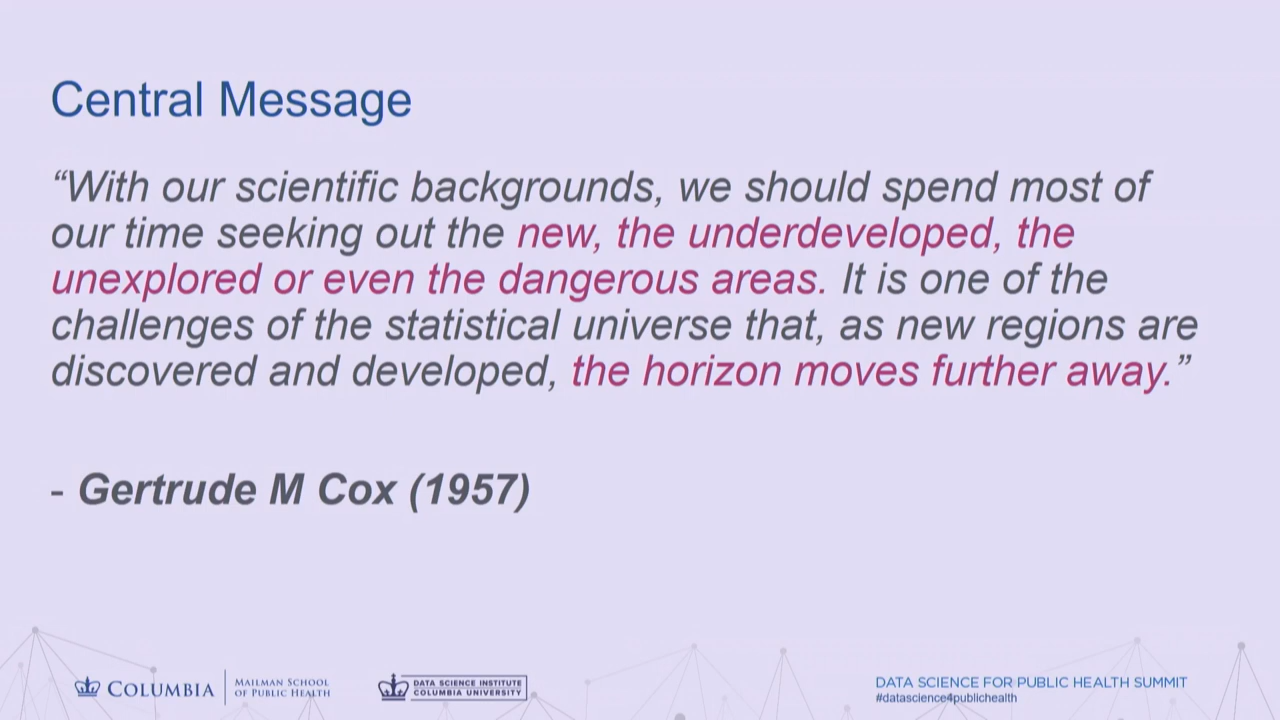 Central Message
“With our scientific backgrounds, we should spend most of
our time seeking out the new, the underdeveloped, the
unexplored or even the dangerous areas. It is one of the
challenges of the statistical universe that, as new regions are
discovered and developed, the horizon moves further away.”
- Gertrude M Cox (1957)
COLUMBIA
MAILMAN SCHOOL
OF PUBLIC HEALTH
DATA SCIENCE INSTITUTE
COLUMBIA UNIVERSITY
DATA SCIENCE FOR PUBLIC HEALTH SUMMIT
#datascience4publichealth